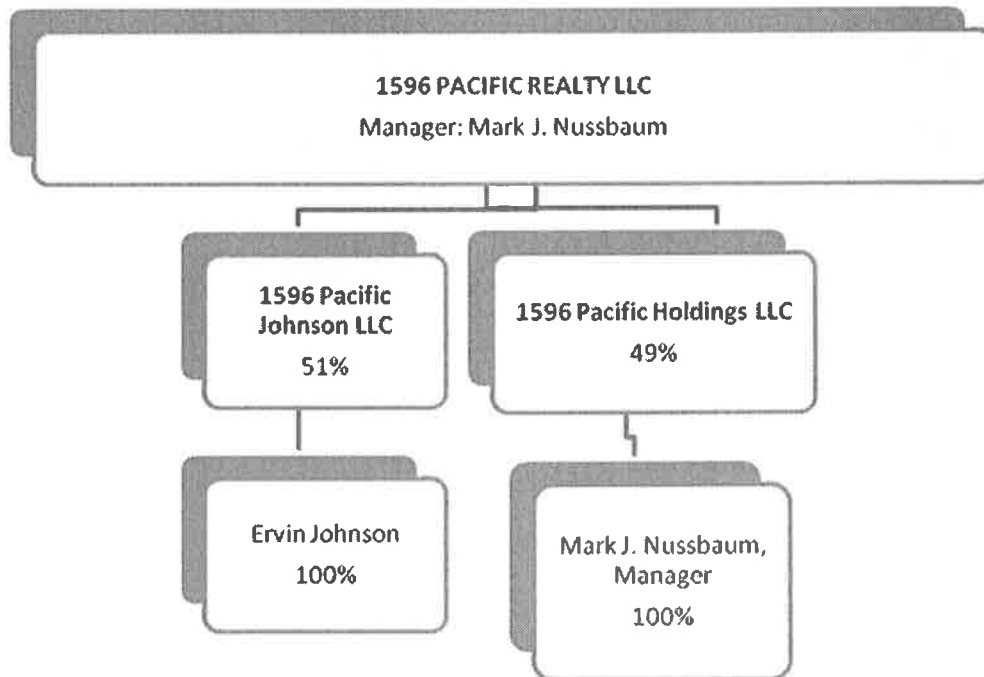 1596 PACIFIC REALTY LLC
Manager: Mark J. Nussbaum
1596 Pacific
Johnson LLC
51%
1596 Pacific Holdings LLC
49%
Ervin Johnson
100%
Mark J. Nussbaum,
Manager
100%